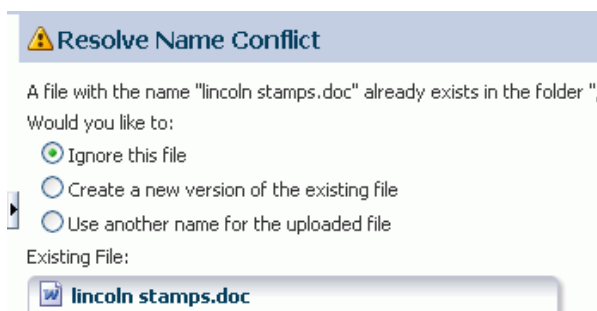 Resolve Name Conflict
A file with the name "lincoln stamps.doc" already exists in the folder "
Would you like to:
Ignore this file
Create a new version of the existing file
Use another name for the uploaded file
Existing File:
lincoln stamps.doc